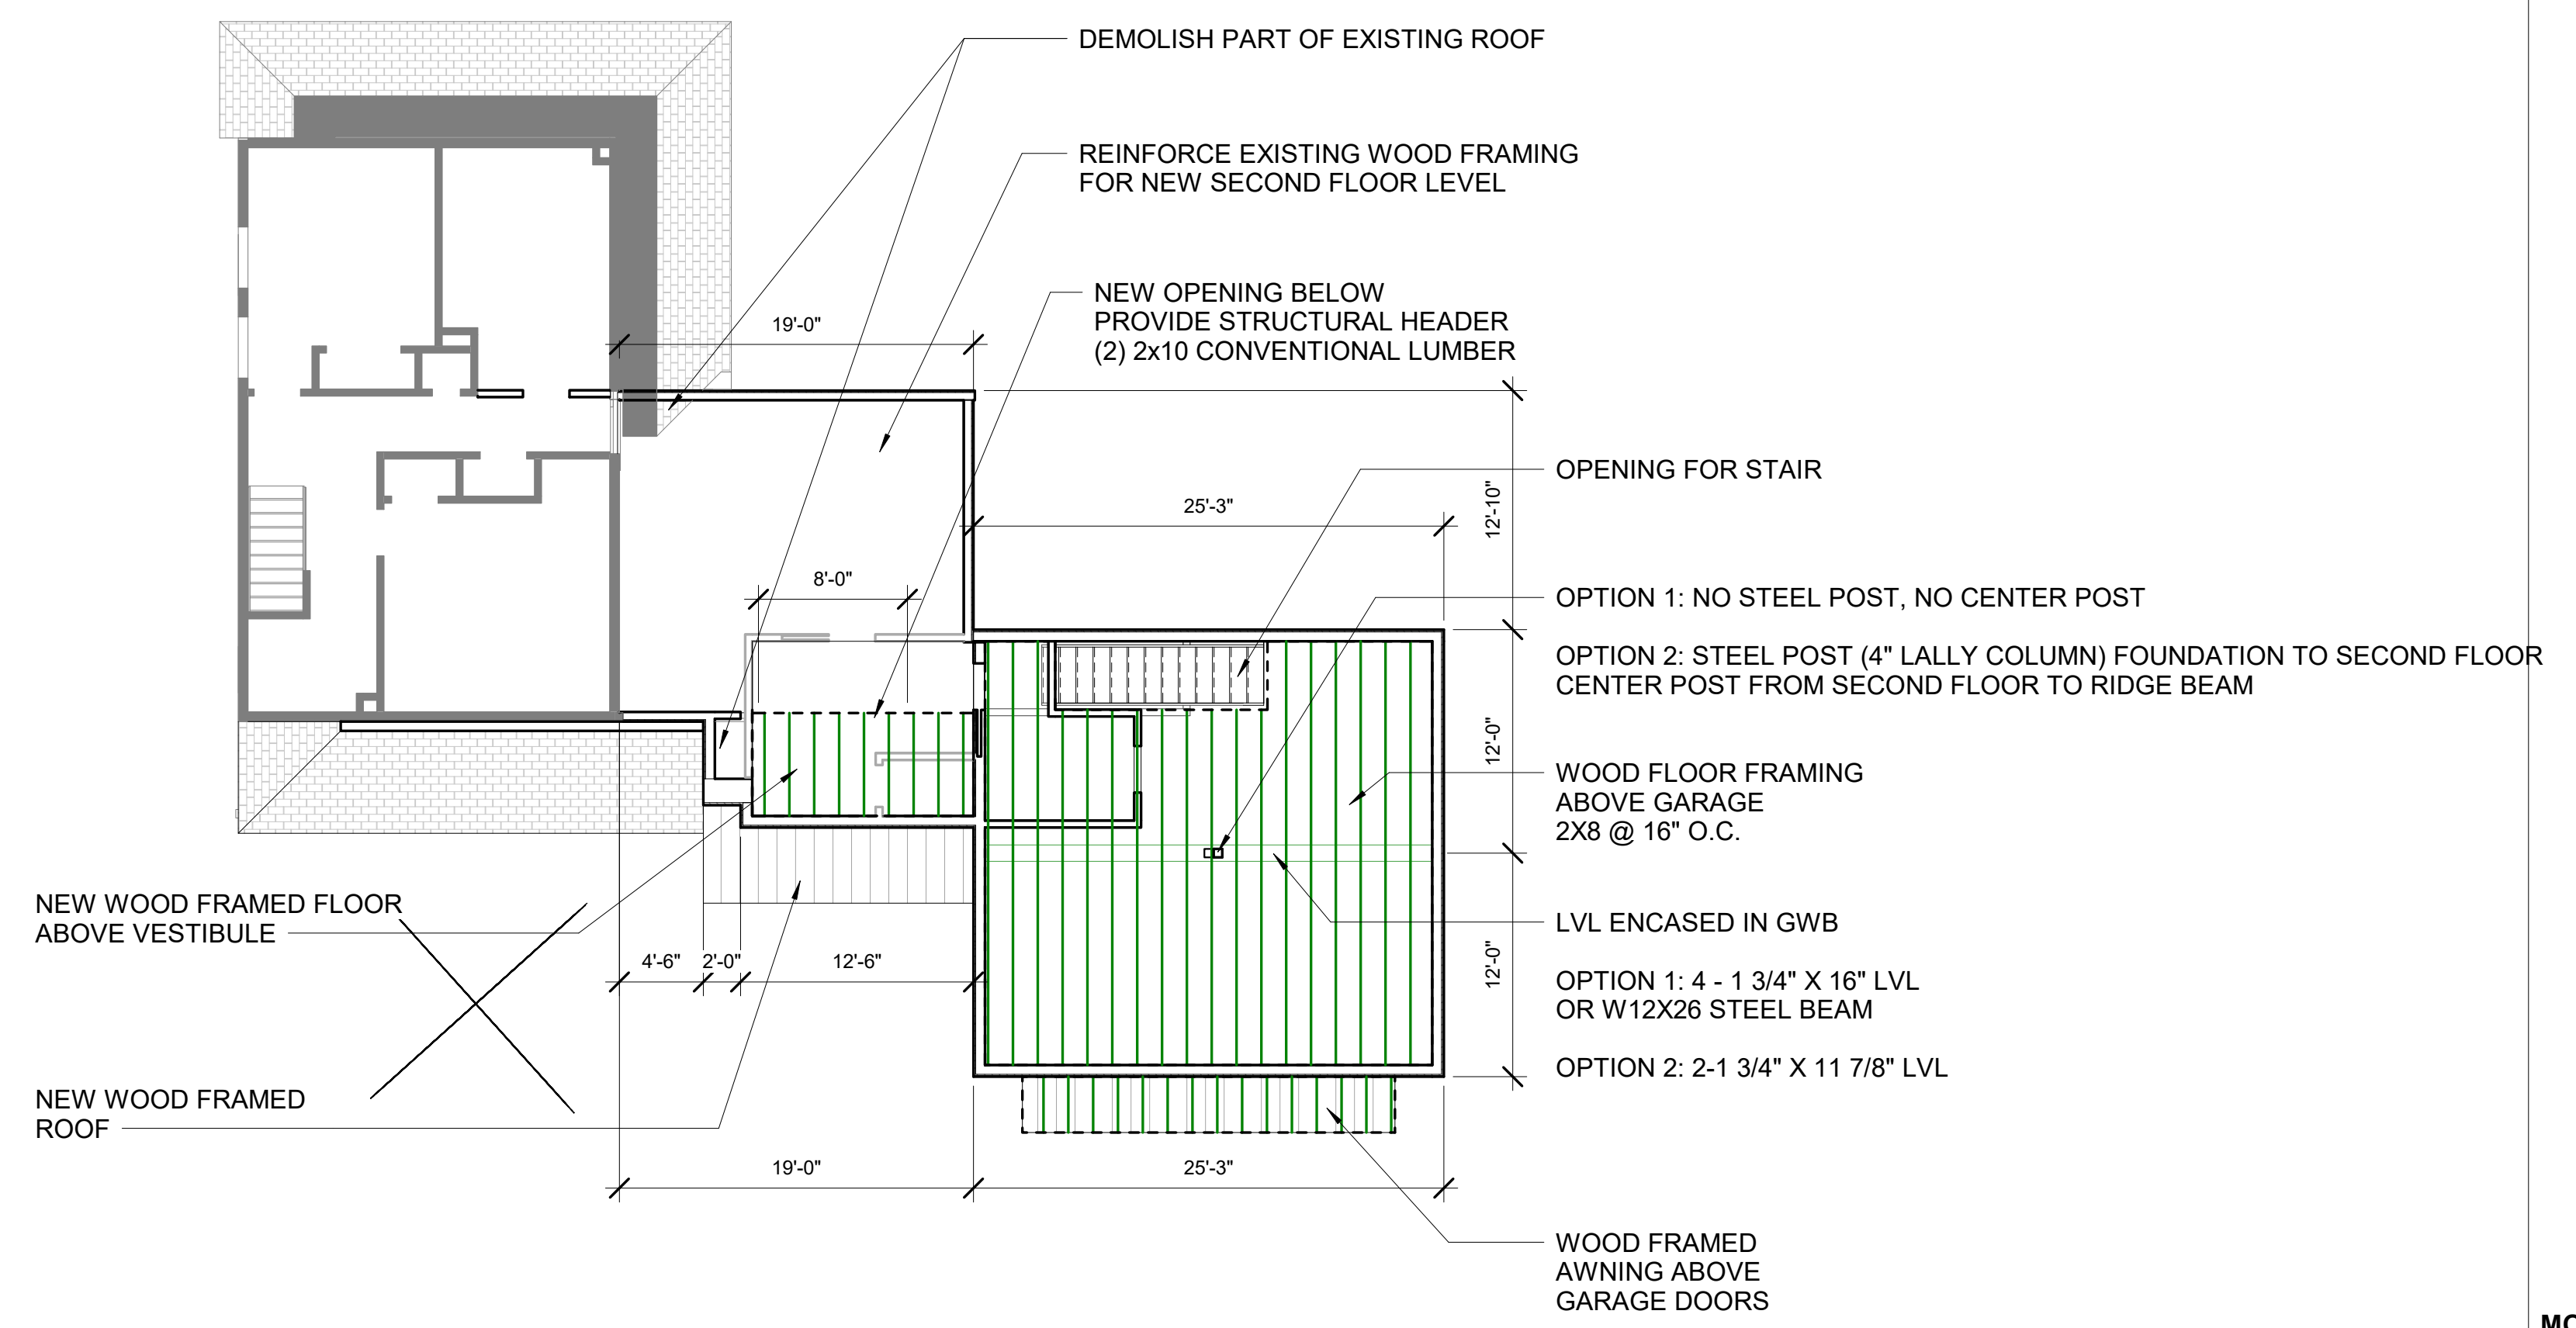 DEMOLISH PART OF EXISTING ROOF
REINFORCE EXISTING WOOD FRAMING
FOR NEW SECOND FLOOR LEVEL
NEW OPENING BELOW
PROVIDE STRUCTURAL HEADER
(2) 2x10 CONVENTIONAL LUMBER
19'-0"
OPENING FOR STAIR
25'-3"
12'-10"
8'-0"
OPTION 1: NO STEEL POST, NO CENTER POST
OPTION 2: STEEL POST (4" LALLY COLUMN) FOUNDATION TO SECOND FLOOR
CENTER POST FROM SECOND FLOOR TO RIDGE BEAM
12'-0"
WOOD FLOOR FRAMING
ABOVE GARAGE
2X8 @ 16" O.C.
NEW WOOD FRAMED FLOOR
ABOVE VESTIBULE
LVL ENCASED IN GWB
4'-6"
2'-0"
12'-6"
12'-0"
OPTION 1: 4 - 1 3/4" X 16" LVL
OR W12X26 STEEL BEAM
OPTION 2: 2-1 3/4" X 11 7/8" LVL
NEW WOOD FRAMED
ROOF
19'-0"
25'-3"
WOOD FRAMED
AWNING ABOVE
GARAGE DOORS